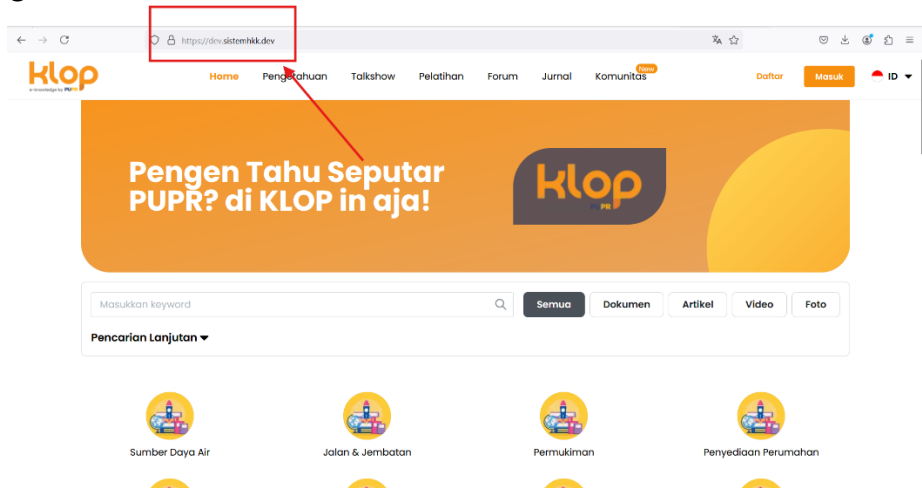 https://dev.sistemhkk.dev
klop
e-knowledge by PUPR
Home Pengetahuan Talkshow Pelatihan Forum Jurnal Komunitas New Daftar Masuk ID
Pengen Tahu Seputar
PUPR? di KLOP in aja!
klop
PUPR
Masukkan keyword
Semua Dokumen Artikel Video Foto
Pencarian Lanjutan
Sumber Daya Air Jalan & Jembatan Permukiman Penyediaan Perumahan